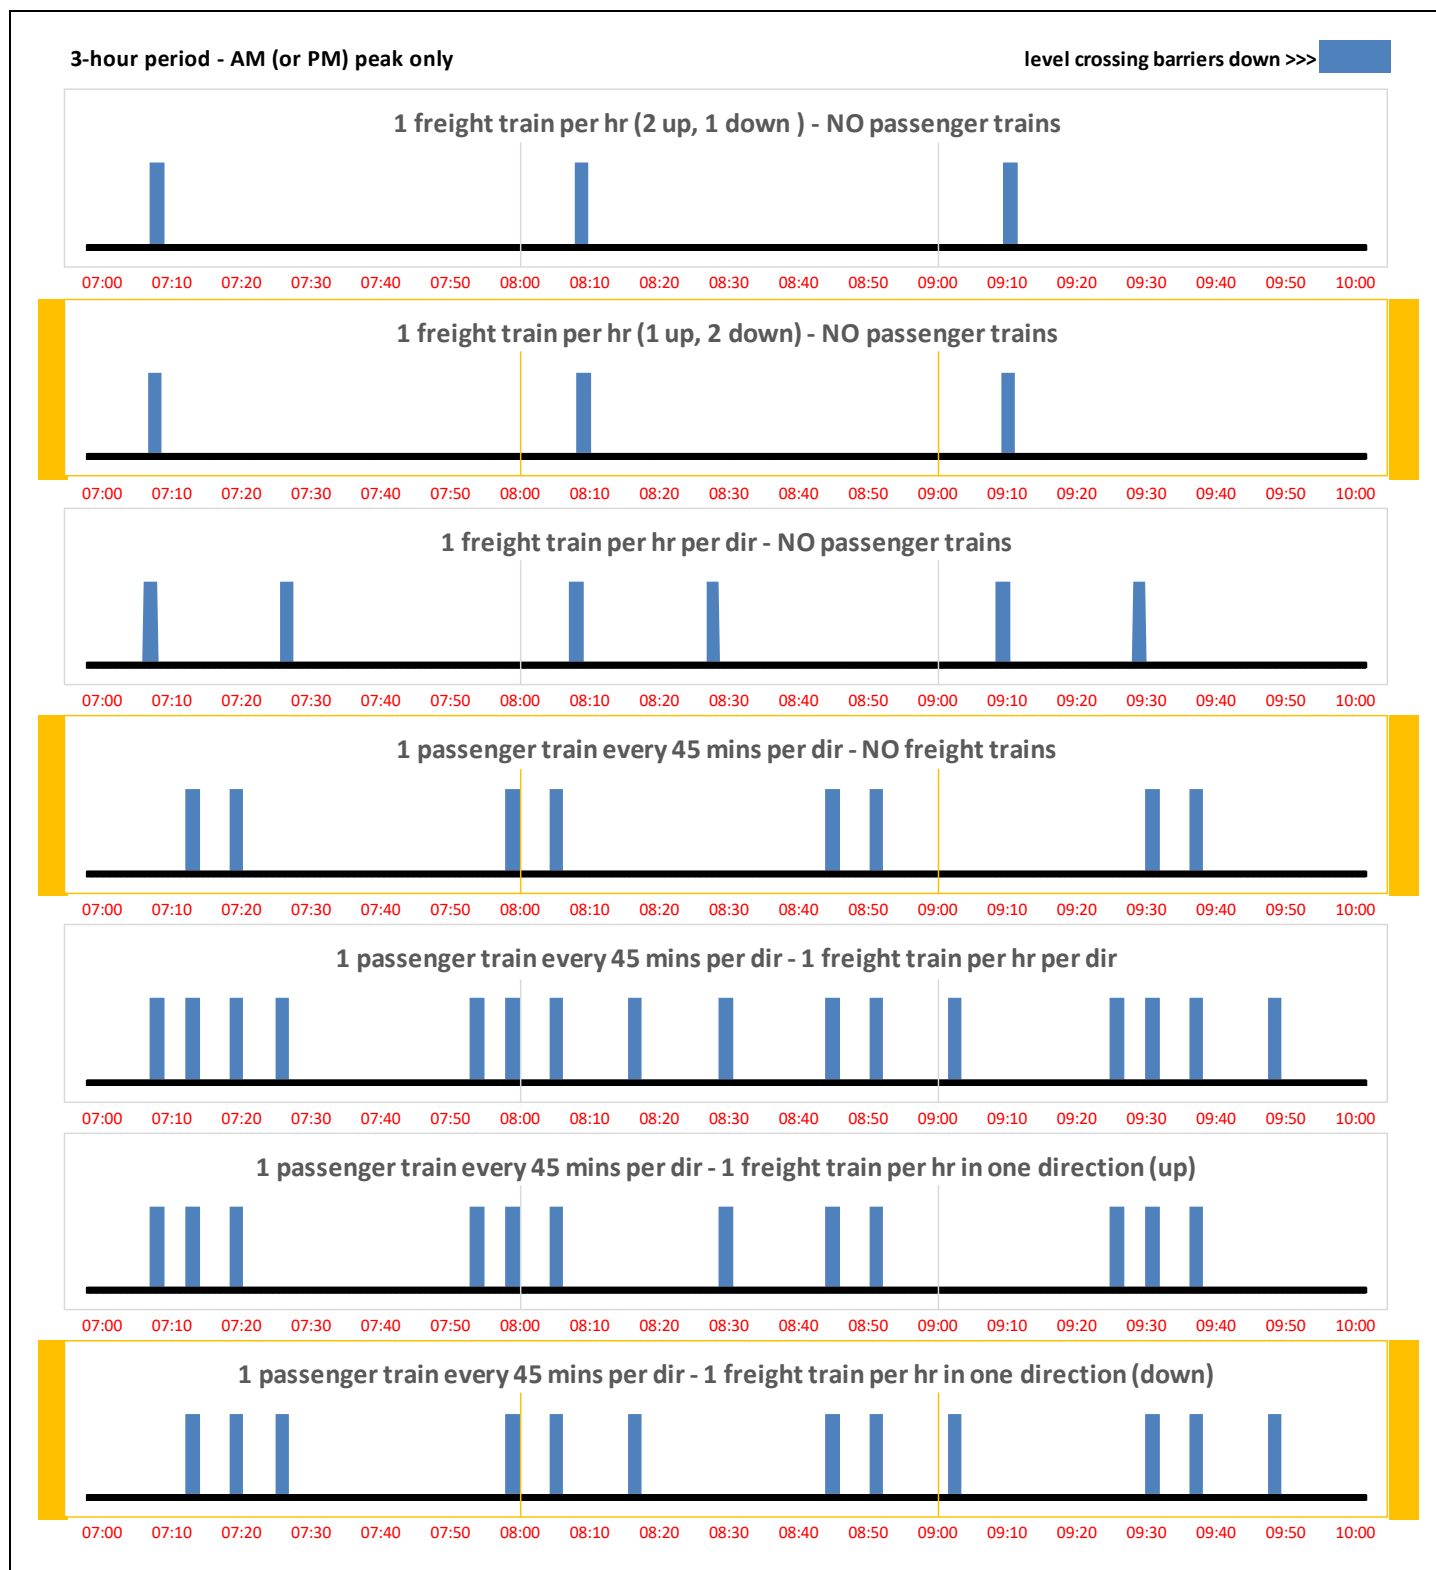 3-hour period - AM (or PM) peak only level crossing barriers down >>>
1 freight train per hr (2 up, 1 down ) - NO passenger trains
07:00 07:10 07:20 07:30 07:40 07:50 08:00 08:10 08:20 08:30 08:40 08:50 09:00 09:10 09:20 09:30 09:40 09:50 10:00
1 freight train per hr (1 up, 2 down) - NO passenger trains
07:00 07:10 07:20 07:30 07:40 07:50 08:00 08:10 08:20 08:30 08:40 08:50 09:00 09:10 09:20 09:30 09:40 09:50 10:00
1 freight train per hr per dir - NO passenger trains
07:00 07:10 07:20 07:30 07:40 07:50 08:00 08:10 08:20 08:30 08:40 08:50 09:00 09:10 09:20 09:30 09:40 09:50 10:00
1 passenger train every 45 mins per dir - NO freight trains
07:00 07:10 07:20 07:30 07:40 07:50 08:00 08:10 08:20 08:30 08:40 08:50 09:00 09:10 09:20 09:30 09:40 09:50 10:00
1 passenger train every 45 mins per dir - 1 freight train per hr per dir
07:00 07:10 07:20 07:30 07:40 07:50 08:00 08:10 08:20 08:30 08:40 08:50 09:00 09:10 09:20 09:30 09:40 09:50 10:00
1 passenger train every 45 mins per dir - 1 freight train per hr in one direction (up)
07:00 07:10 07:20 07:30 07:40 07:50 08:00 08:10 08:20 08:30 08:40 08:50 09:00 09:10 09:20 09:30 09:40 09:50 10:00
1 passenger train every 45 mins per dir - 1 freight train per hr in one direction (down)
07:00 07:10 07:20 07:30 07:40 07:50 08:00 08:10 08:20 08:30 08:40 08:50 09:00 09:10 09:20 09:30 09:40 09:50 10:00